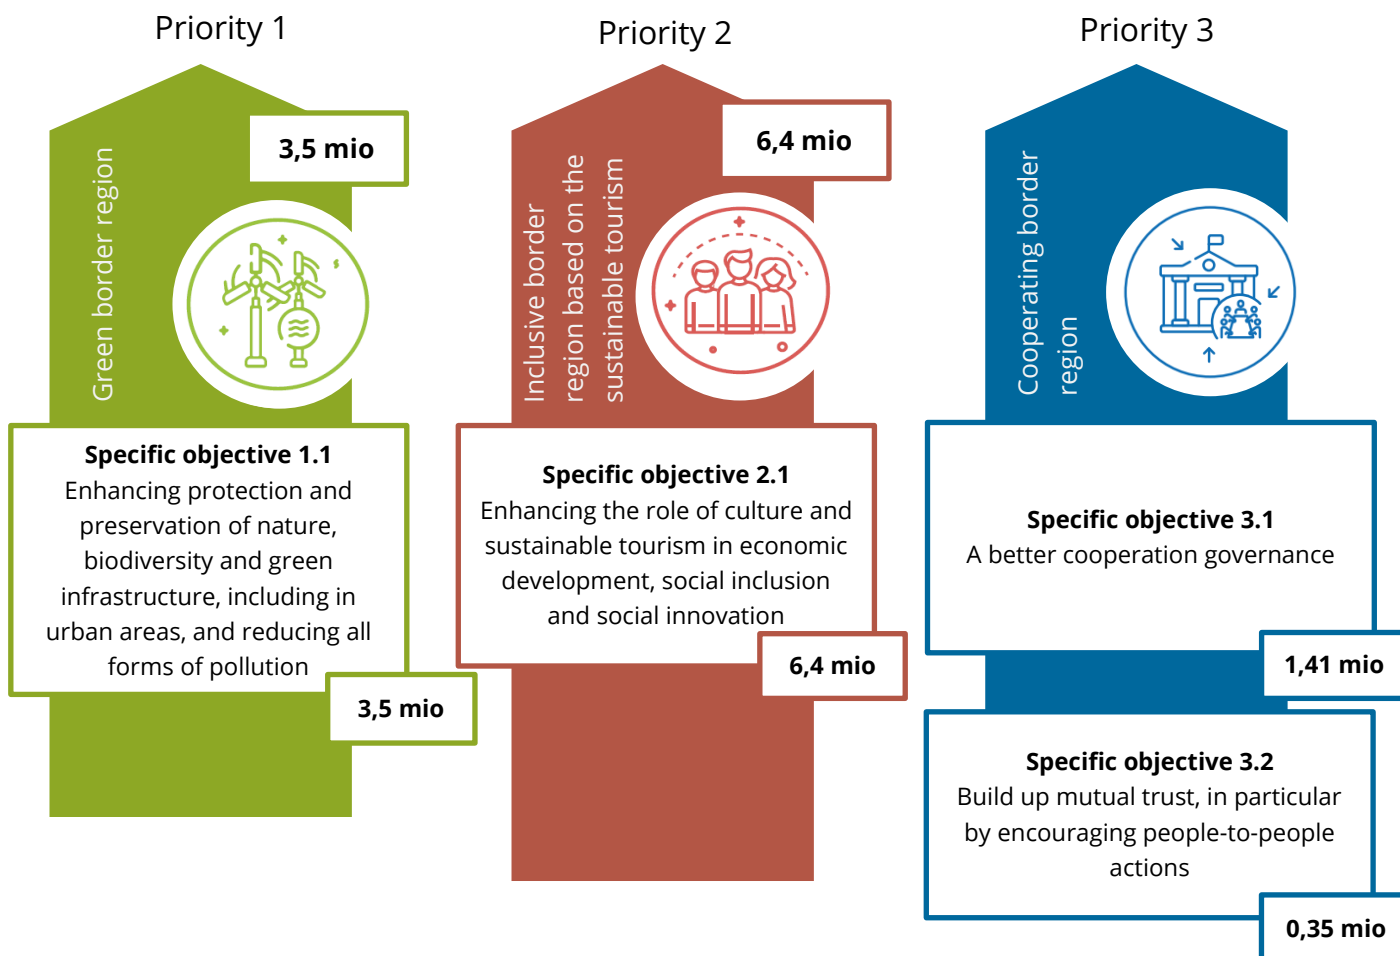 Priority 1
3,5 mio
Green border region
Specific objective 1.1
Enhancing protection and
preservation of nature,
biodiversity and green
infrastructure, including in
urban areas, and reducing all
forms of pollution
3,5 mio
Priority 2
6,4 mio
Inclusive border
region based on the
sustainable tourism
Specific objective 2.1
Enhancing the role of culture and
sustainable tourism in economic
development, social inclusion
and social innovation
6,4 mio
Priority 3
Cooperating border
region
Specific objective 3.1
A better cooperation governance
1,41 mio
Specific objective 3.2
Build up mutual trust, in particular
by encouraging people-to-people
actions
0,35 mio